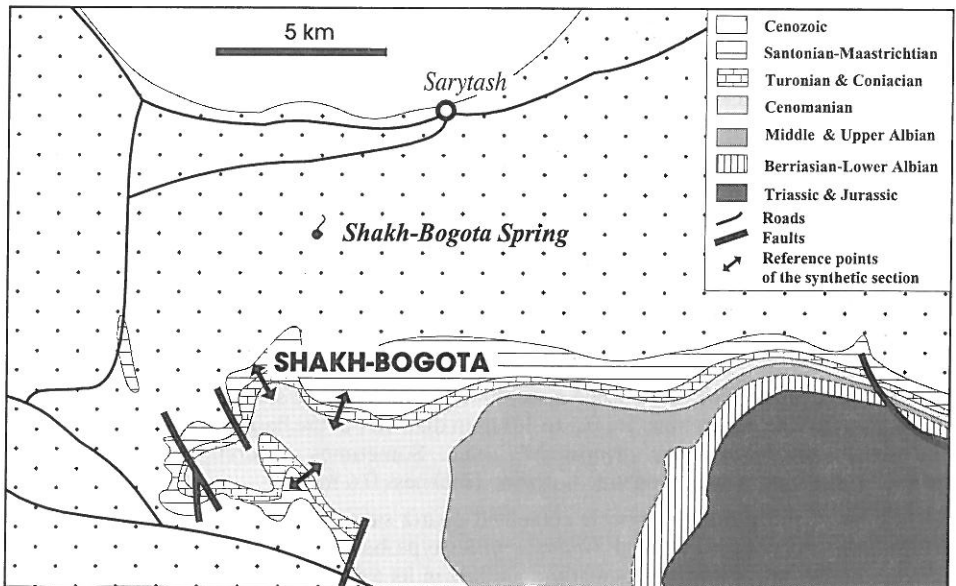 5 km
Sarytash
Shakh-Bogota Spring
SHAKH-BOGOTA
Cenozoic
Santonian-Maastrichtian
Turonian & Coniacian
Cenomanian
Middle & Upper Albian
Berriasian-Lower Albian
Triassic & Jurassic
Roads
Faults
Reference points
of the synthetic section